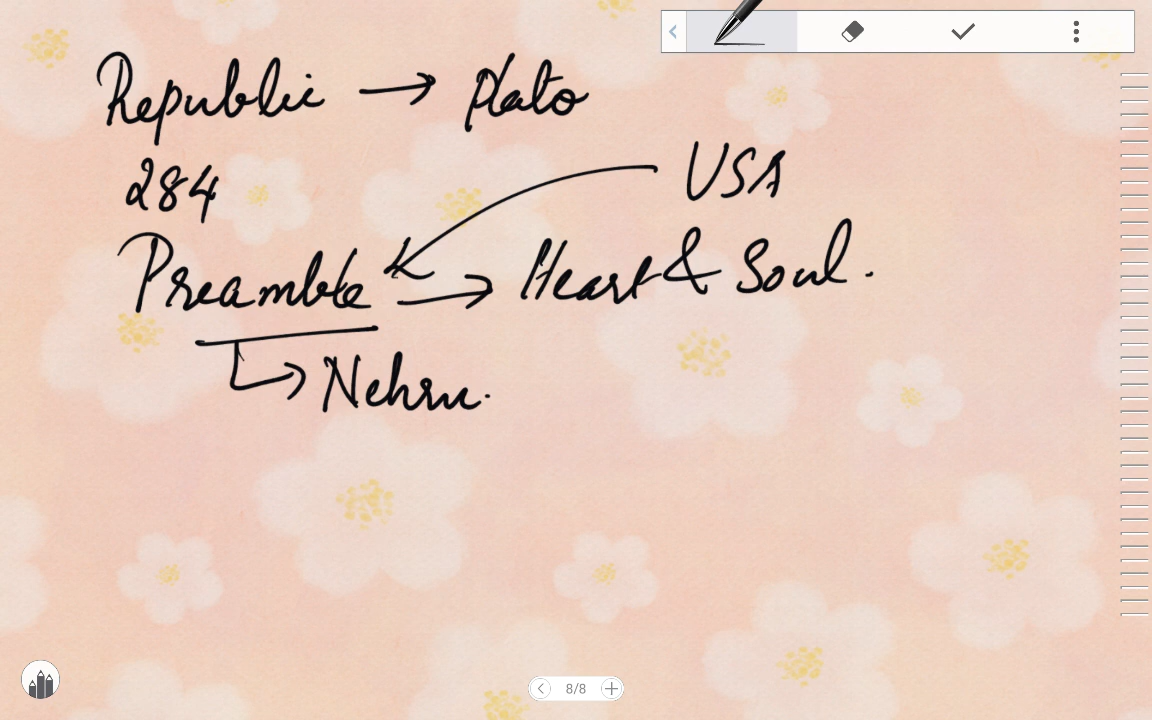 Republic → Plato
284
USA
Preamble → Heart & Soul.
Nehru.
8/8